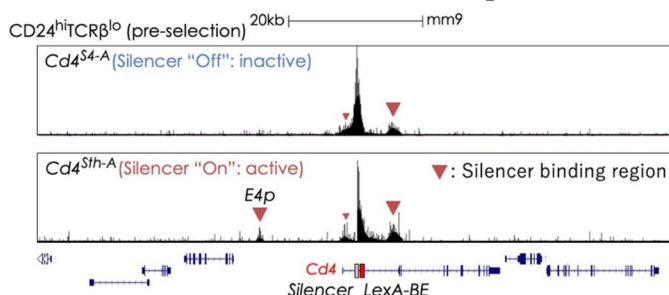 20kb mm9
CD24hiTCRβlo (pre-selection)
Cd4S4-A (Silencer “Off”: inactive)
Cd4Sth-A (Silencer “On”: active)
: Silencer binding region
E4p
Cd4
Silencer LexA-BE